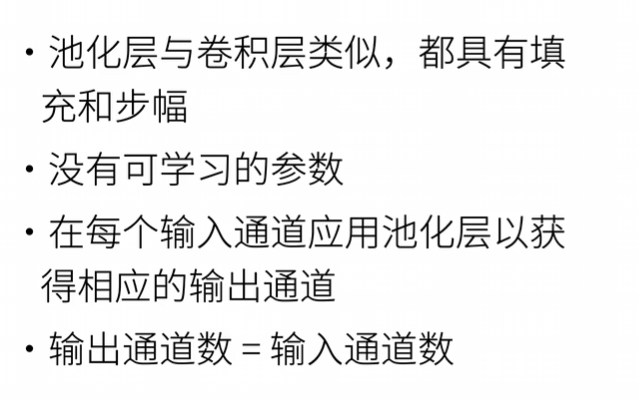 • 池化层与卷积层类似，都具有填
充和步幅
• 没有可学习的参数
• 在每个输入通道应用池化层以获
得相应的输出通道
• 输出通道数 = 输入通道数